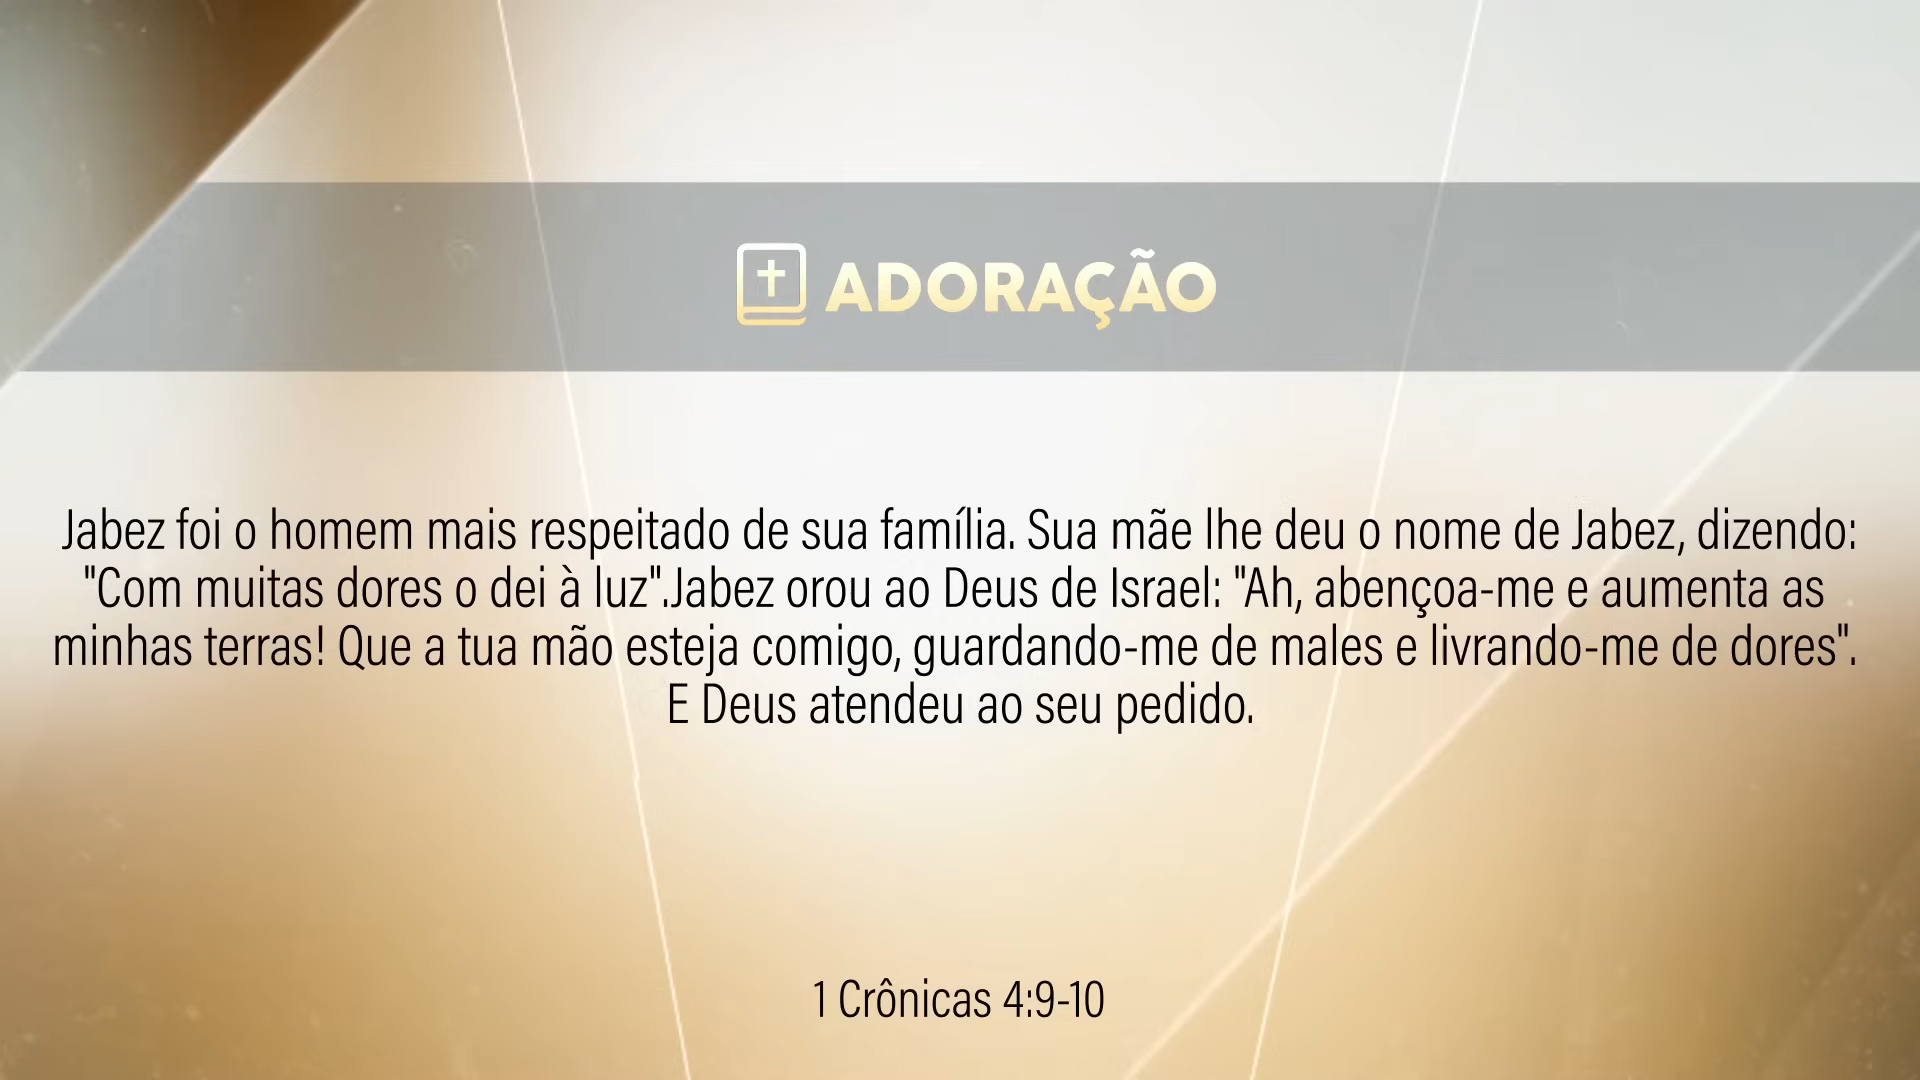 ADORAÇÃO
Jabez foi o homem mais respeitado de sua família. Sua mãe lhe deu o nome de Jabez, dizendo:
"Com muitas dores o dei à luz".Jabez orou ao Deus de Israel: "Ah, abençoa-me e aumenta as
minhas terras! Que a tua mão esteja comigo, guardando-me de males e livrando-me de dores".
E Deus atendeu ao seu pedido.
1 Crônicas 4:9-10